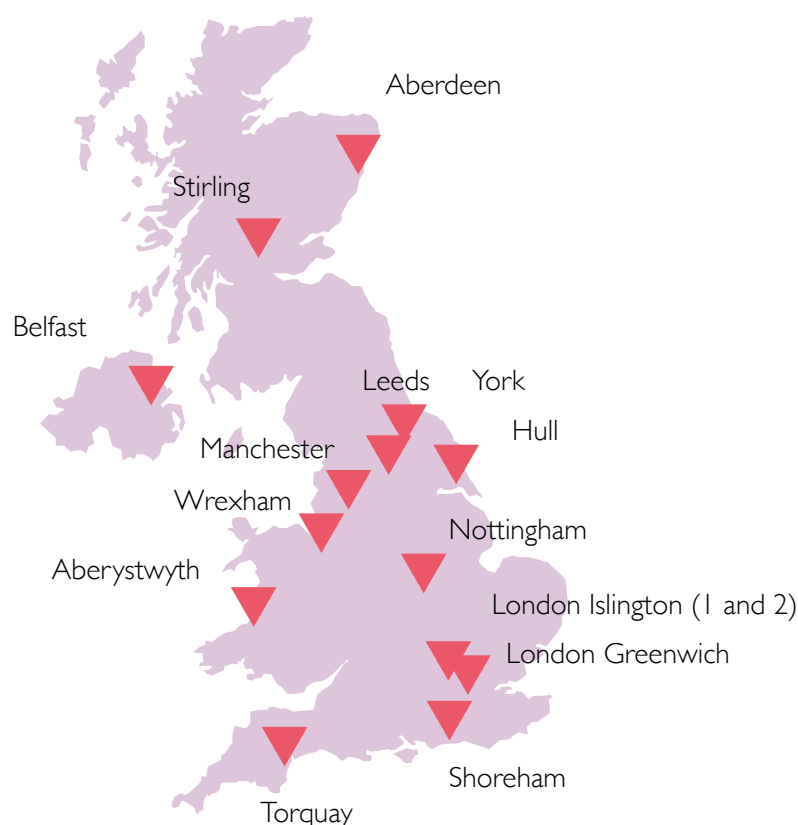 Aberdeen
Stirling
Belfast
Leeds
York
Hull
Manchester
Wrexham
Nottingham
Aberystwyth
London Islington (1 and 2)
London Greenwich
Shoreham
Torquay